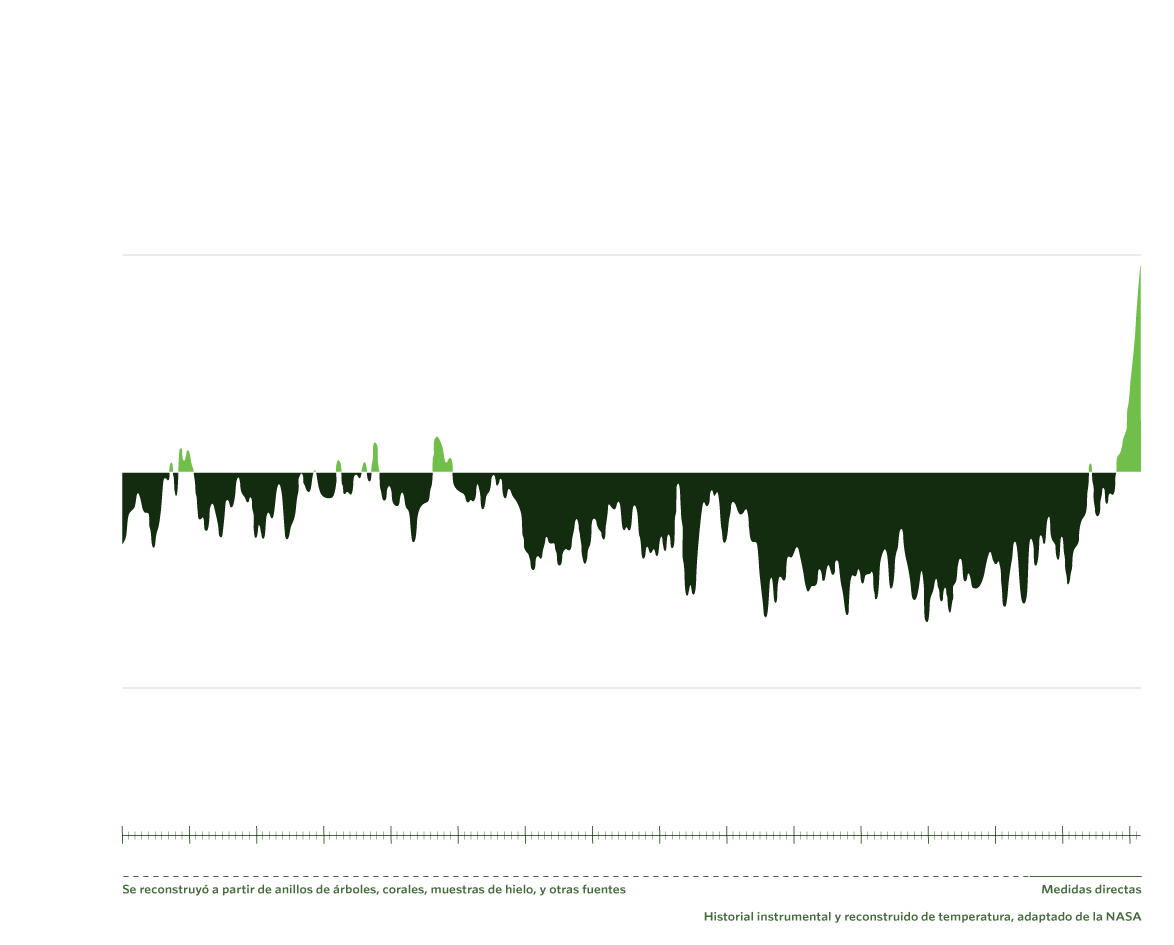 Se reconstruyó a partir de anillos de árboles, corales, muestras de hielo, y otras fuentes
Medidas directas
Historial instrumental y reconstruido de temperatura, adaptado de la NASA